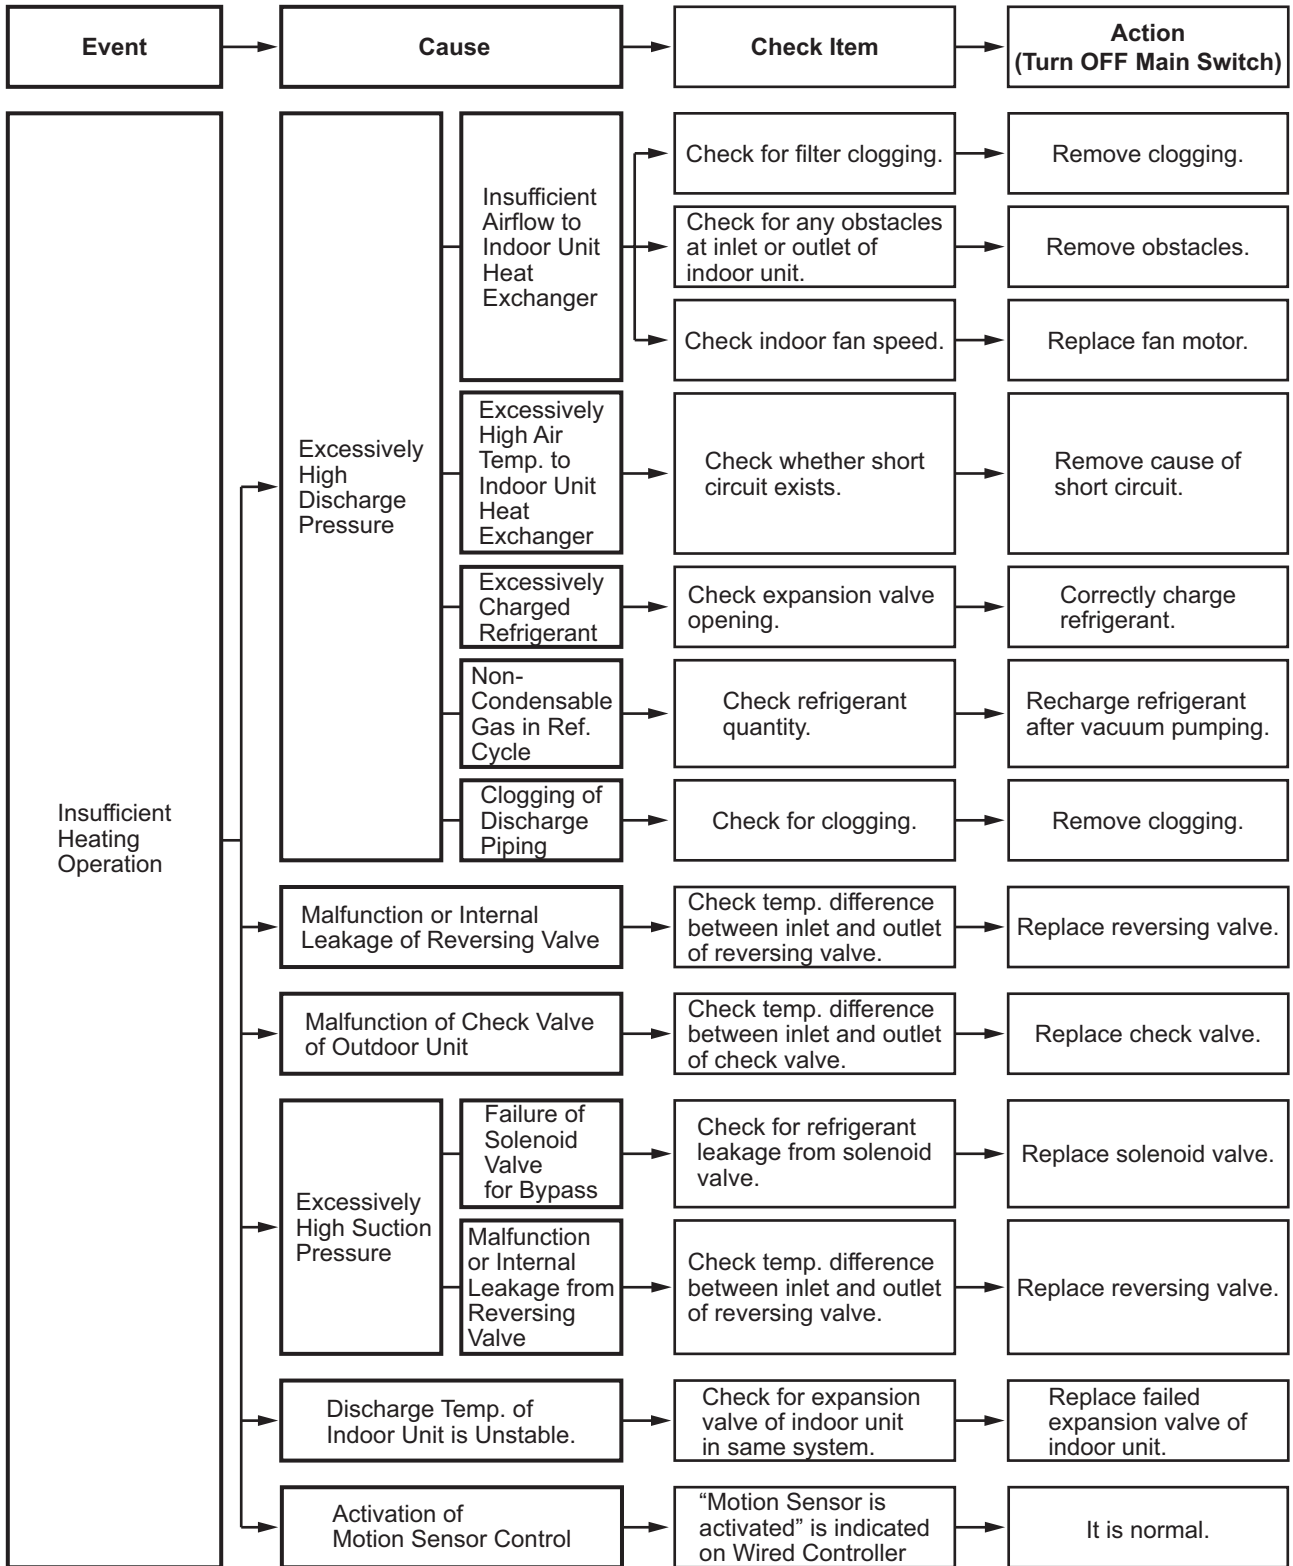 Event
Cause
Check Item
Action
(Turn OFF Main Switch)
Insufficient
Heating
Operation
Excessively
High
Discharge
Pressure
Insufficient
Airflow to
Indoor Unit
Heat
Exchanger
Check for filter clogging.
Remove clogging.
Check for any obstacles
at inlet or outlet of
indoor unit.
Remove obstacles.
Check indoor fan speed.
Replace fan motor.
Excessively
High Air
Temp. to
Indoor Unit
Heat
Exchanger
Check whether short
circuit exists.
Remove cause of
short circuit.
Excessively
Charged
Refrigerant
Check expansion valve
opening.
Correctly charge
refrigerant.
Non-
Condensable
Gas in Ref.
Cycle
Check refrigerant
quantity.
Recharge refrigerant
after vacuum pumping.
Clogging of
Discharge
Piping
Check for clogging.
Remove clogging.
Malfunction or Internal
Leakage of Reversing Valve
Check temp. difference
between inlet and outlet
of reversing valve.
Replace reversing valve.
Malfunction of Check Valve
of Outdoor Unit
Check temp. difference
between inlet and outlet
of check valve.
Replace check valve.
Excessively
High Suction
Pressure
Failure of
Solenoid
Valve
for Bypass
Check for refrigerant
leakage from solenoid
valve.
Replace solenoid valve.
Malfunction
or Internal
Leakage from
Reversing
Valve
Check temp. difference
between inlet and outlet
of reversing valve.
Replace reversing valve.
Discharge Temp. of
Indoor Unit is Unstable.
Check for expansion
valve of indoor unit
in same system.
Replace failed
expansion valve of
indoor unit.
Activation of
Motion Sensor Control
“Motion Sensor is
activated” is indicated
on Wired Controller
It is normal.